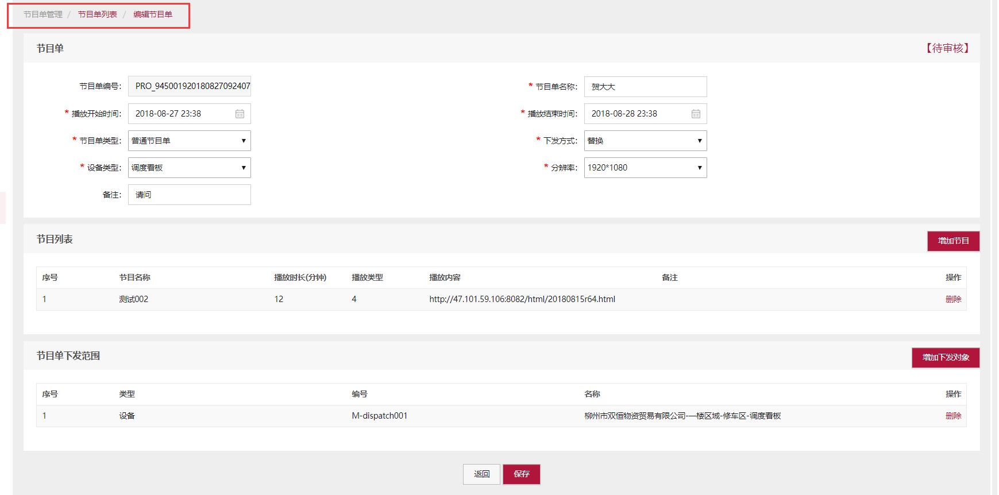 节目单管理 / 节目单列表 / 编辑节目单
节目单 【待审核】
节目单编号： PRO_945001920180827092407 * 节目单名称： 贺大大
* 播放开始时间： 2018-08-27 23:38 * 播放结束时间： 2018-08-28 23:38
* 节目单类型： 普通节目单 * 下发方式： 替换
* 设备类型： 调度看板 * 分辨率： 1920*1080
备注： 请问
节目列表 增加节目
序号 节目名称 播放时长(分钟) 播放类型 播放内容 备注 操作
1 测试002 12 4 http://47.101.59.106:8082/html/20180815r64.html 删除
节目单下发范围 增加下发对象
序号 类型 编号 名称 操作
1 设备 M-dispatch001 柳州市双恒物资贸易有限公司-一楼区域-修车区-调度看板 删除
返回 保存